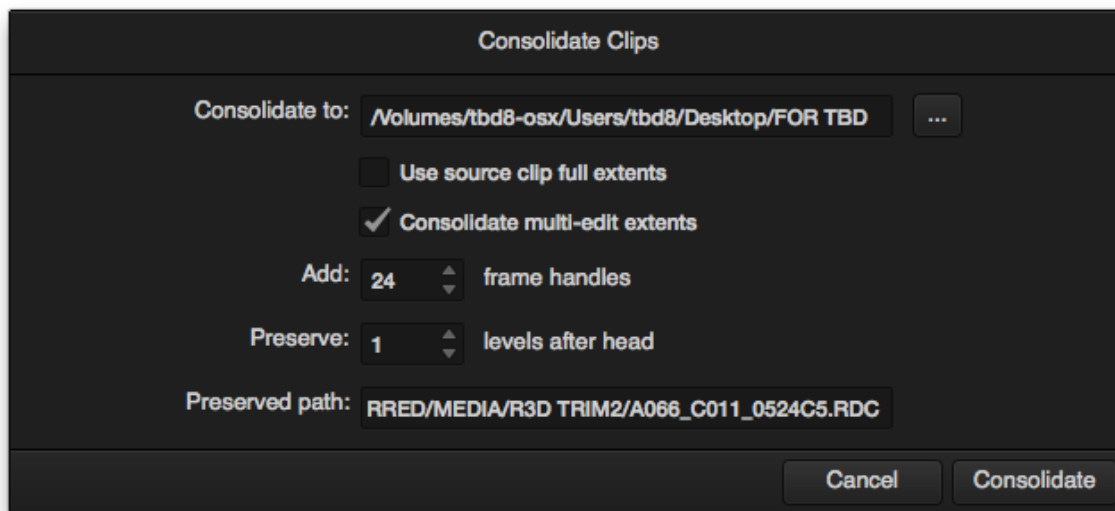 Consolidate Clips
Consolidate to: /Volumes/tbd8-osx/Users/tbd8/Desktop/FOR TBD ...
Use source clip full extents
Consolidate multi-edit extents
Add: 24 frame handles
Preserve: 1 levels after head
Preserved path: RRED/MEDIA/R3D TRIM2/A066_C011_0524C5.RDC
Cancel Consolidate